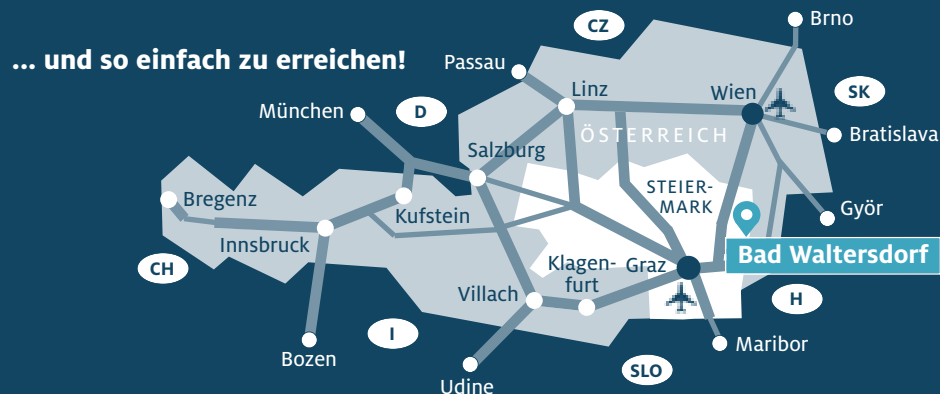 ... und so einfach zu erreichen!
CZ
Brno
Passau
Linz
Wien
SK
München
D
ÖSTERREICH
Bratislava
Salzburg
STEIER-
MARK
Bregenz
Kufstein
Györ
Innsbruck
Bad Waltersdorf
CH
Klagen-
furt
Graz
Villach
H
I
Bozen
Maribor
SLO
Udine